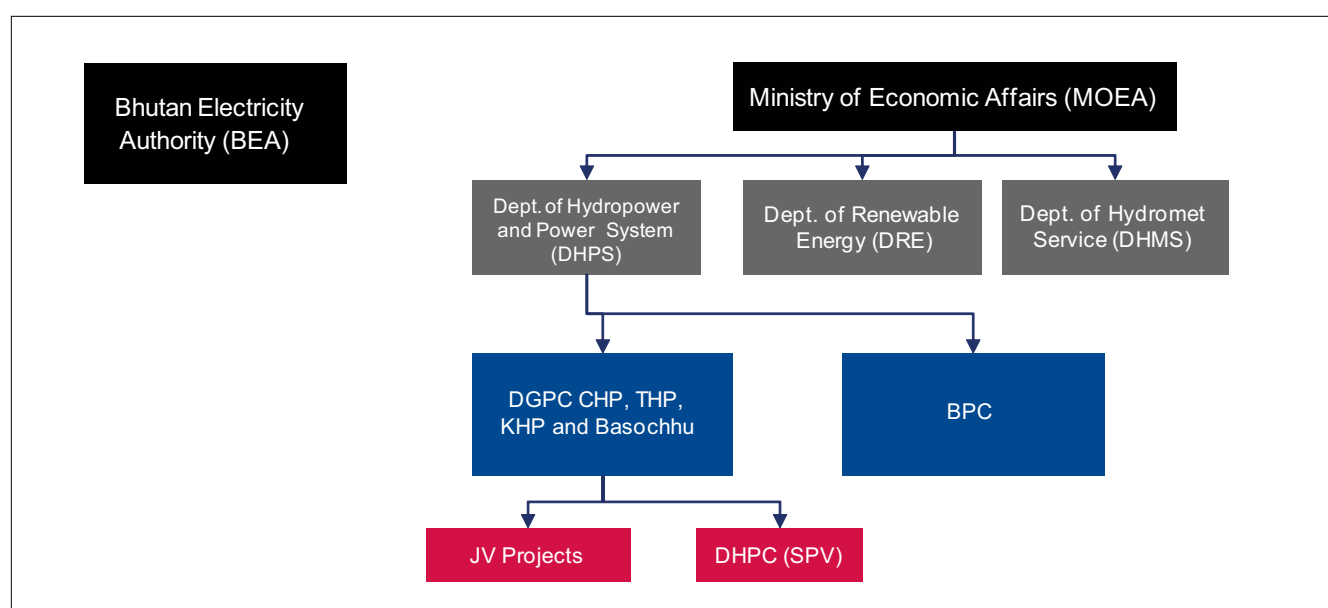 Bhutan Electricity
Authority (BEA)
Ministry of Economic Affairs (MOEA)
Dept. of Hydropower
and Power System
(DHPS)
Dept. of Renewable
Energy (DRE)
Dept. of Hydromet
Service (DHMS)
DGPC CHP, THP,
KHP and Basochhu
BPC
JV Projects
DHPC (SPV)